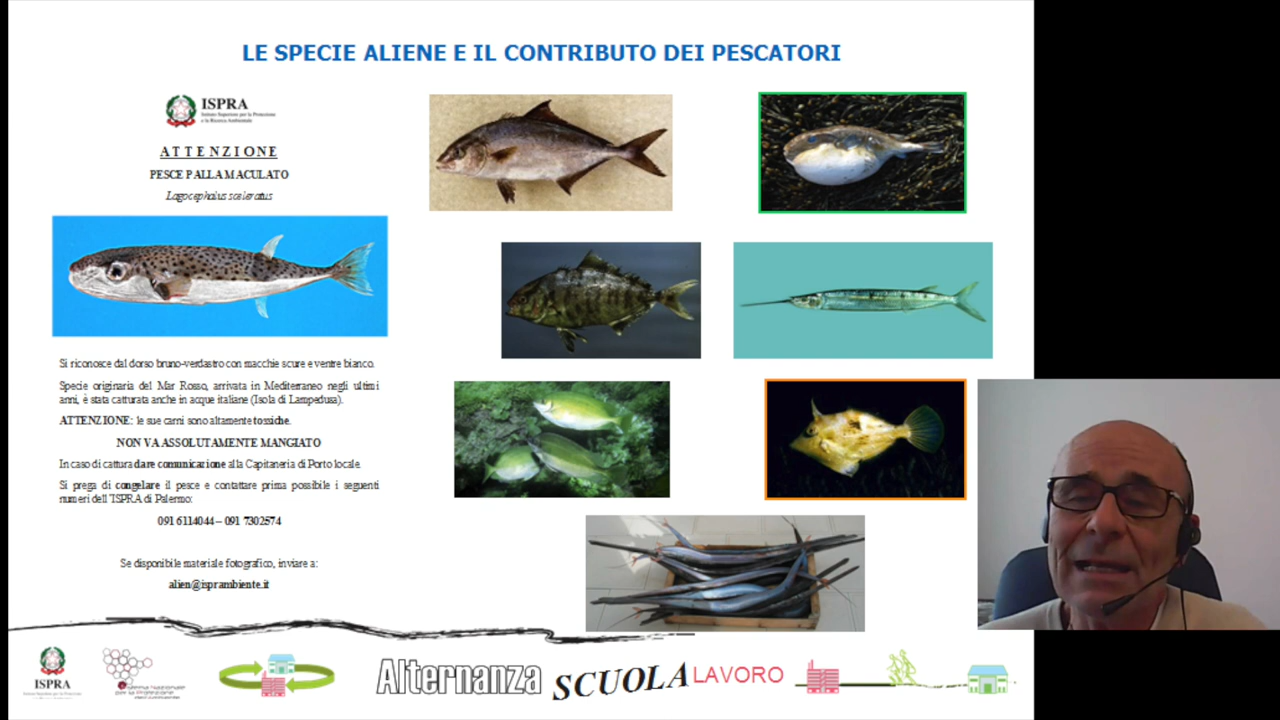 LE SPECIE ALIENE E IL CONTRIBUTO DEI PESCATORI
ISPRA
Istituto Superiore per la Protezione
e la Ricerca Ambientale
ATTENZIONE
PESCE PALLA MACULATO
Lagocephalus sceleratus
Si riconosce dal dorso bruno-verdastro con macchie scure e ventre bianco.
Specie originaria del Mar Rosso, arrivata in Mediterraneo negli ultimi
anni, è stata catturata anche in acque italiane (Isola di Lampedusa).
ATTENZIONE: le sue carni sono altamente tossiche.
NON VA ASSOLUTAMENTE MANGIATO
In caso di cattura dare comunicazione alla Capitaneria di Porto locale.
Si prega di congelare il pesce e contattare prima possibile i seguenti
numeri dell'ISPRA di Palermo:
091 6114044 – 091 7302574
Se disponibile materiale fotografico, inviare a:
alien@isprambiente.it
ISPRA
Alternanza SCUOLA LAVORO